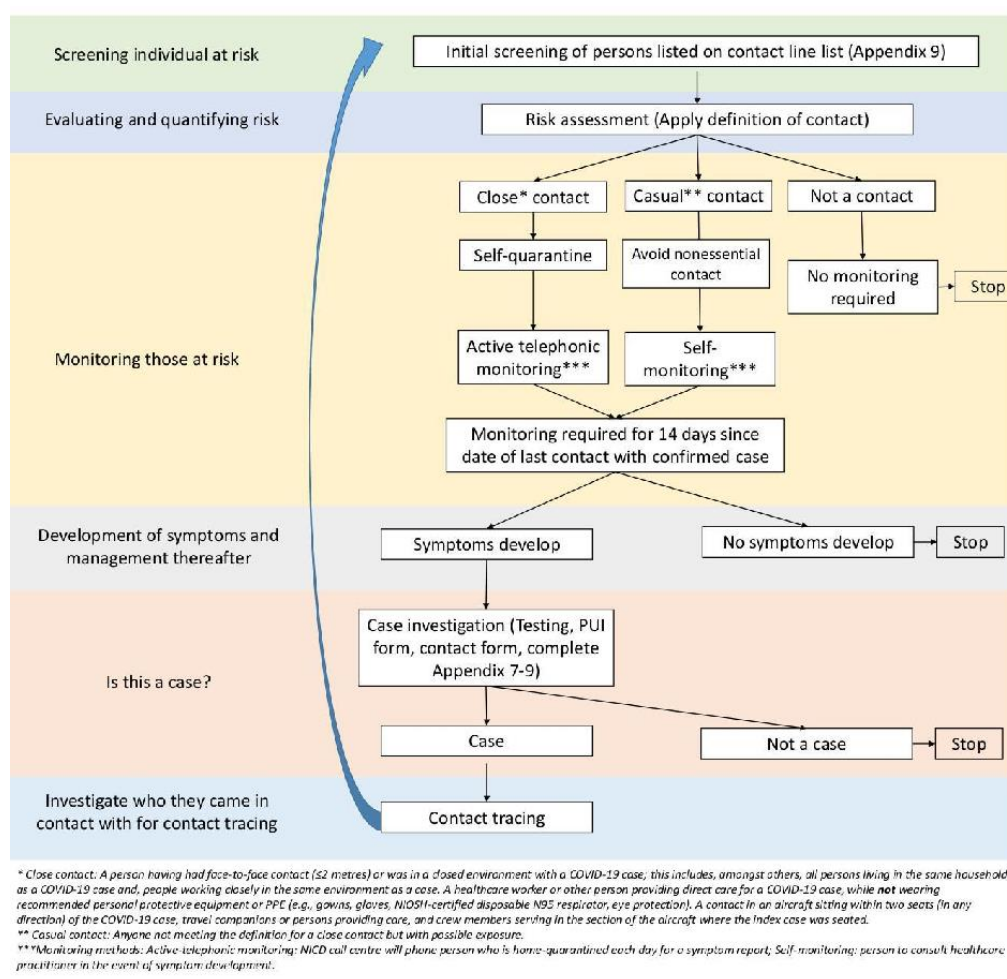 Screening individual at risk
Initial screening of persons listed on contact line list (Appendix 9)
Evaluating and quantifying risk
Risk assessment (Apply definition of contact)
Close* contact
Casual** contact
Not a contact
Self-quarantine
Avoid nonessential
contact
No monitoring
required
Stop
Monitoring those at risk
Active telephonic
monitoring***
Self-
monitoring***
Monitoring required for 14 days since
date of last contact with confirmed case
Development of symptoms and
management thereafter
Symptoms develop
No symptoms develop
Stop
Case investigation (Testing, PUI
form, contact form, complete
Appendix 7-9)
Is this a case?
Case
Not a case
Stop
Investigate who they came in
contact with for contact tracing
Contact tracing
* Close contact: A person having had face-to-face contact (≤2 metres) or was in a closed environment with a COVID-19 case; this includes, amongst others, all persons living in the same household
as a COVID-19 case and, people working closely in the same environment as a case. A healthcare worker or other person providing direct care for a COVID-19 case, while not wearing
recommended personal protective equipment or PPE (e.g., gowns, gloves, NIOSH-certified disposable N95 respirator, eye protection). A contact in an aircraft sitting within two seats (in any
direction) of the COVID-19 case, travel companions or persons providing care, and crew members serving in the section of the aircraft where the index case was seated.
** Casual contact: Anyone not meeting the definition for a close contact but with possible exposure.
***Monitoring methods: Active-telephonic monitoring: NICD call centre will phone person who is home-quarantined each day for a symptom report; Self-monitoring: person to consult healthcare
practitioner in the event of symptom development.